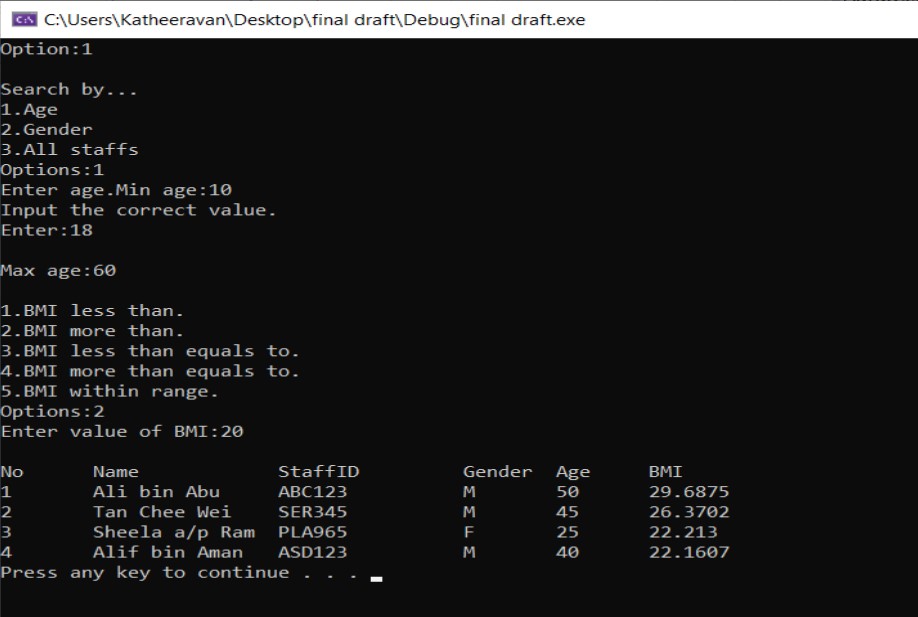 C:\Users\Katheeravan\Desktop\final draft\Debug\final draft.exe
Option:1
Search by...
1.Age
2.Gender
3.All staffs
Options:1
Enter age.Min age:10
Input the correct value.
Enter:18
Max age:60
1.BMI less than.
2.BMI more than.
3.BMI less than equals to.
4.BMI more than equals to.
5.BMI within range.
Options:2
Enter value of BMI:20
No Name StaffID Gender Age BMI
1 Ali bin Abu ABC123 M 50 29.6875
2 Tan Chee Wei SER345 M 45 26.3702
3 Sheela a/p Ram PLA965 F 25 22.213
4 Alif bin Aman ASD123 M 40 22.1607
Press any key to continue . . .